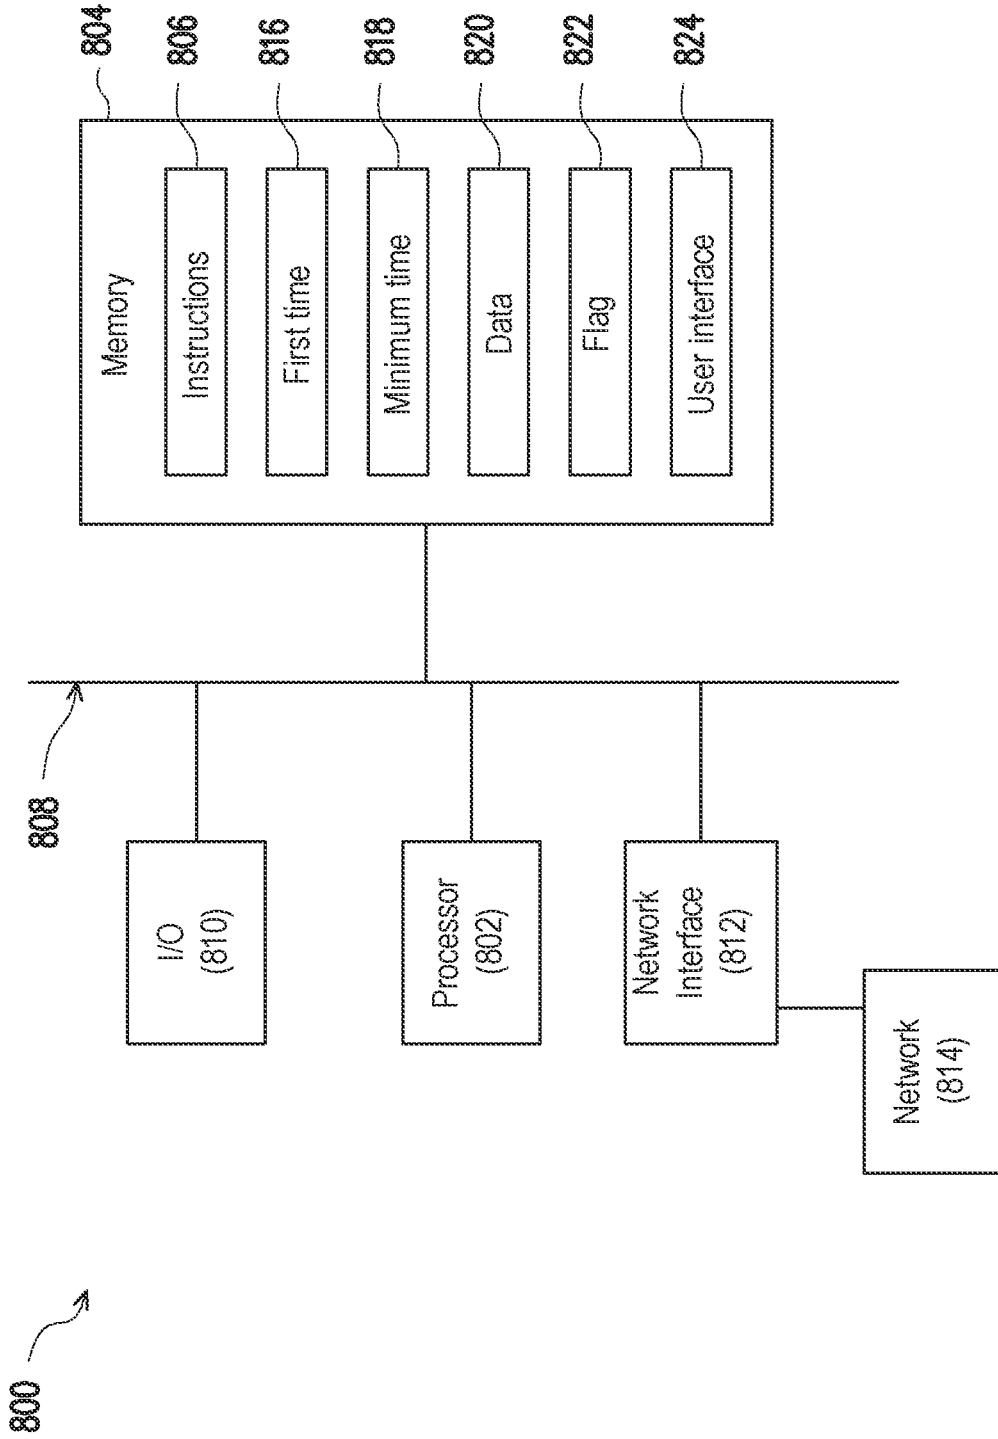 800
808
I/O
(810)
Processor
(802)
Network
Interface
(812)
Network
(814)
Memory
804
Instructions
806
First time
816
Minimum time
818
Data
820
Flag
822
User interface
824